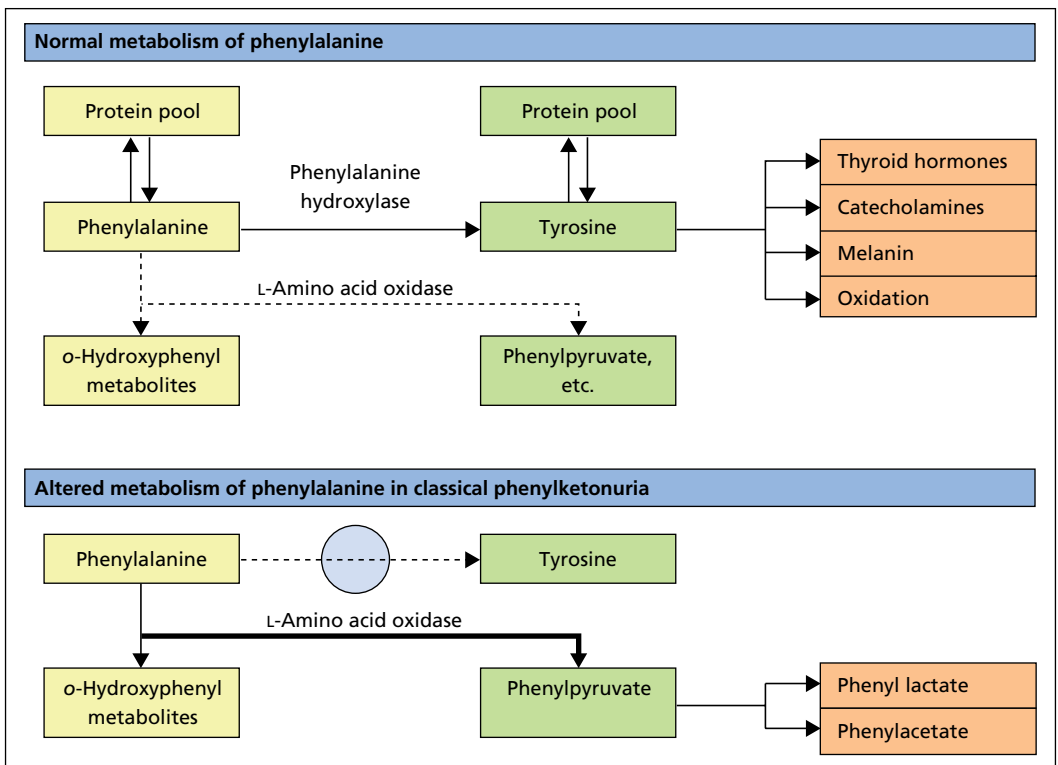 Normal metabolism of phenylalanine
Protein pool
Protein pool
Phenylalanine
hydroxylase
Phenylalanine
Tyrosine
Thyroid hormones
Catecholamines
Melanin
Oxidation
L-Amino acid oxidase
o-Hydroxyphenyl
metabolites
Phenylpyruvate,
etc.
Altered metabolism of phenylalanine in classical phenylketonuria
Phenylalanine
Tyrosine
L-Amino acid oxidase
o-Hydroxyphenyl
metabolites
Phenylpyruvate
Phenyl lactate
Phenylacetate